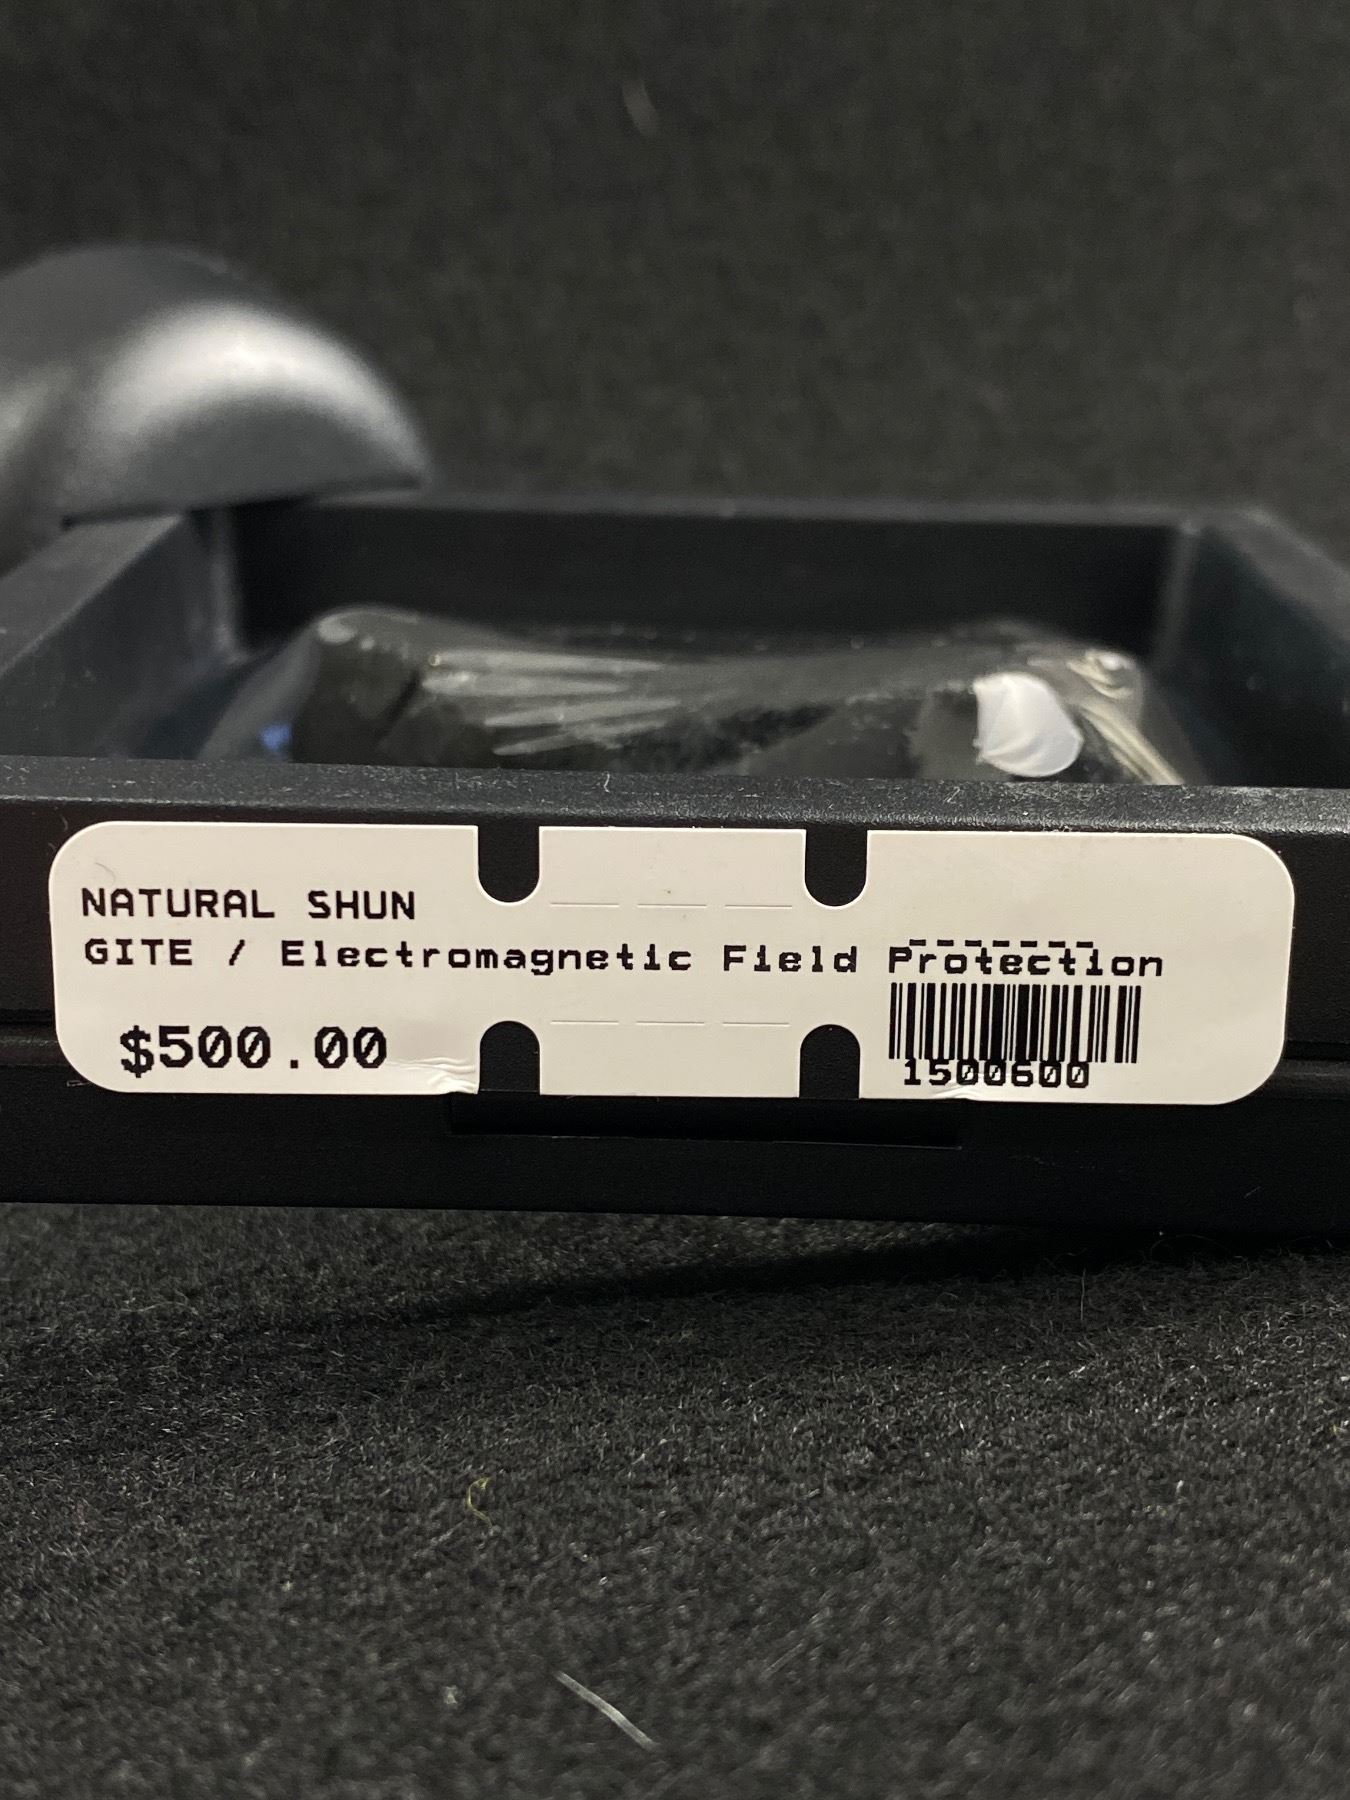 NATURAL SHUN
GITE / Electromagnetic Field Protection
$500.00
1500600